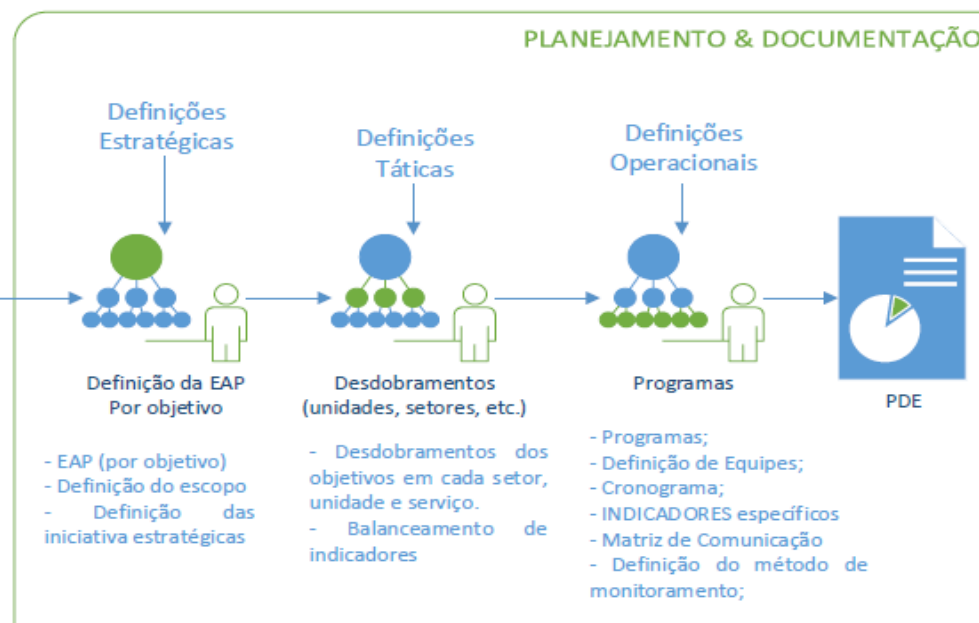 PLANEJAMENTO & DOCUMENTAÇÃO
Definições
Estratégicas
Definições
Táticas
Definições
Operacionais
Definição da EAP
Por objetivo
Desdobramentos
(unidades, setores, etc.)
Programas
PDE
- EAP (por objetivo)
- Definição do escopo
- Definição das
iniciativa estratégicas
- Desdobramentos dos
objetivos em cada setor,
unidade e serviço.
- Balanceamento de
indicadores
- Programas;
- Definição de Equipes;
- Cronograma;
- INDICADORES específicos
- Matriz de Comunicação
- Definição do método de
monitoramento;